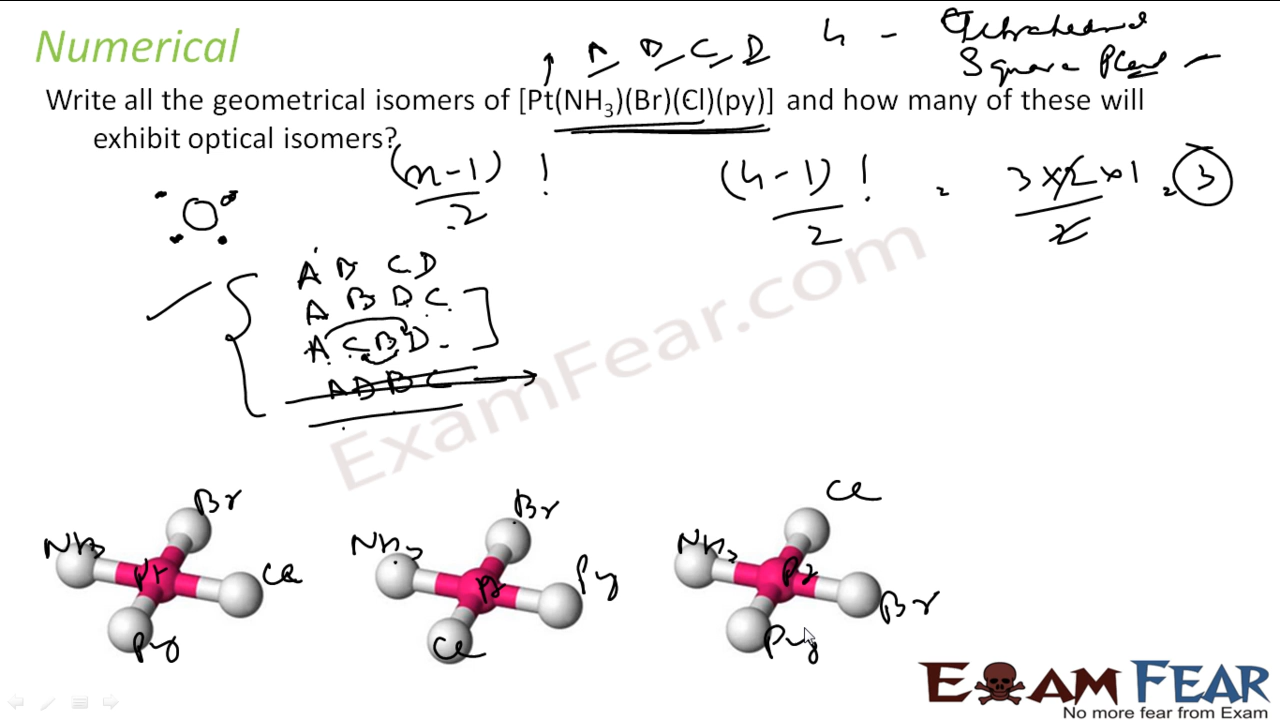 Numerical
A, B, C, D 4 - Tetrahedral
Square
Write all the geometrical isomers of [Pt(NH₃)(Br)(Cl)(py)] and how many of these will
exhibit optical isomers?
(n-1)! / 2 (4-1)! / 2 = 3×2×1 / 2 = 3
A B C D
A B D C
A C B D
A D B C
ExamFear.com
Br Br Cl
NH3 Pt Cl NH3 Pt Py NH3 Pt Br
Py Cl Py
EXAM FEAR
No more fear from Exam